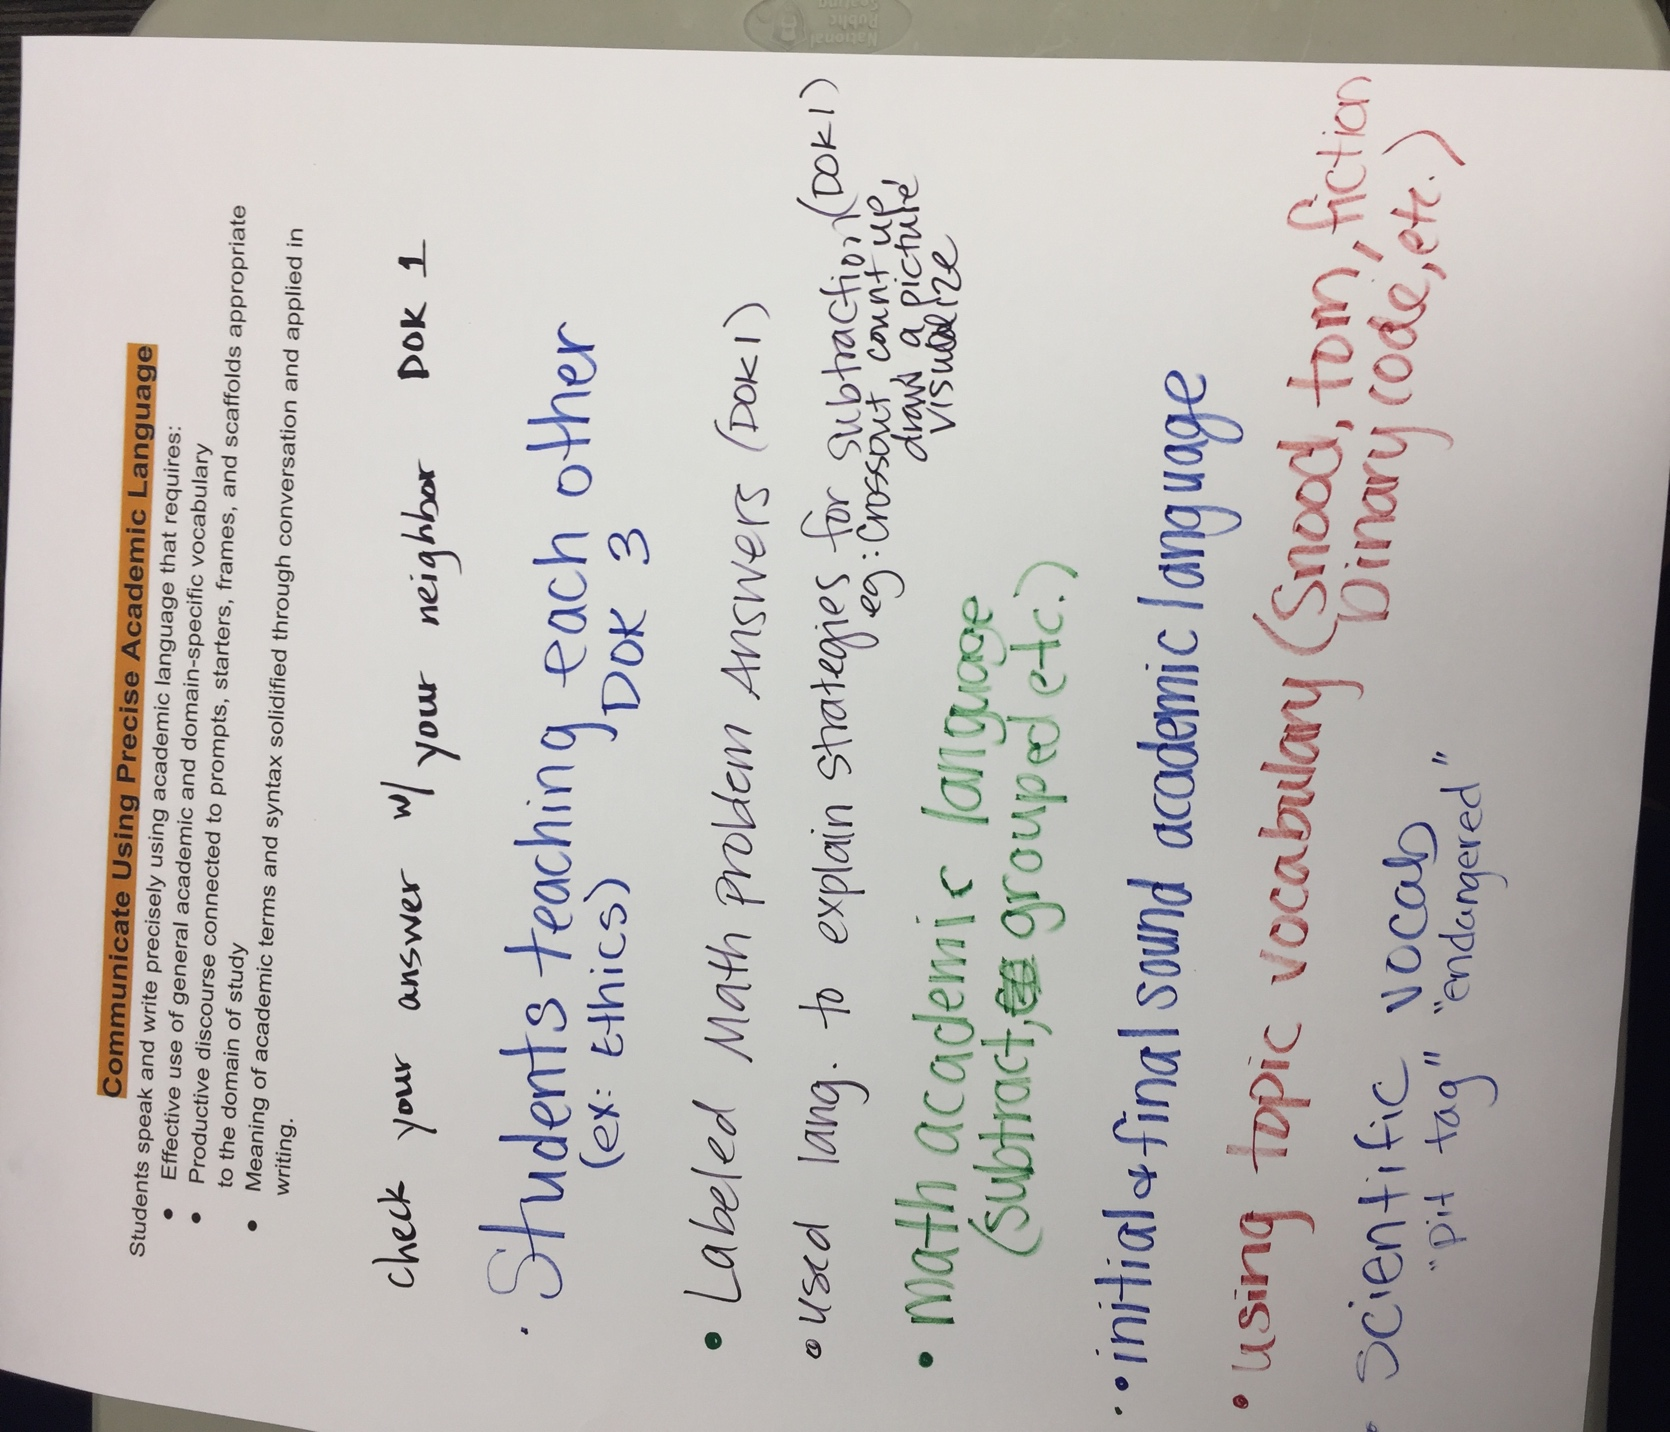 Communicate Using Precise Academic Language
Students speak and write precisely using academic language that requires:
• Effective use of general academic and domain-specific vocabulary
• Productive discourse connected to prompts, starters, frames, and scaffolds appropriate
to the domain of study
• Meaning of academic terms and syntax solidified through conversation and applied in
writing.
check your answer w/ your neighbor DOK 1
• Students teaching each other
(ex: Ethics) DOK 3
• Labeled Math Problem Answers (DOK1)
• used lang. to explain strategies for subtraction (DOK1)
eg: Crossout count up
draw a picture
visualize
• math academic language
(subtract, grouped etc.)
• initial & final sound academic language
• using topic vocabulary (Snood, tom, fiction
binary code, etc.)
• Scientific vocab
"pit tag" "endangered"
National
Public
Seating